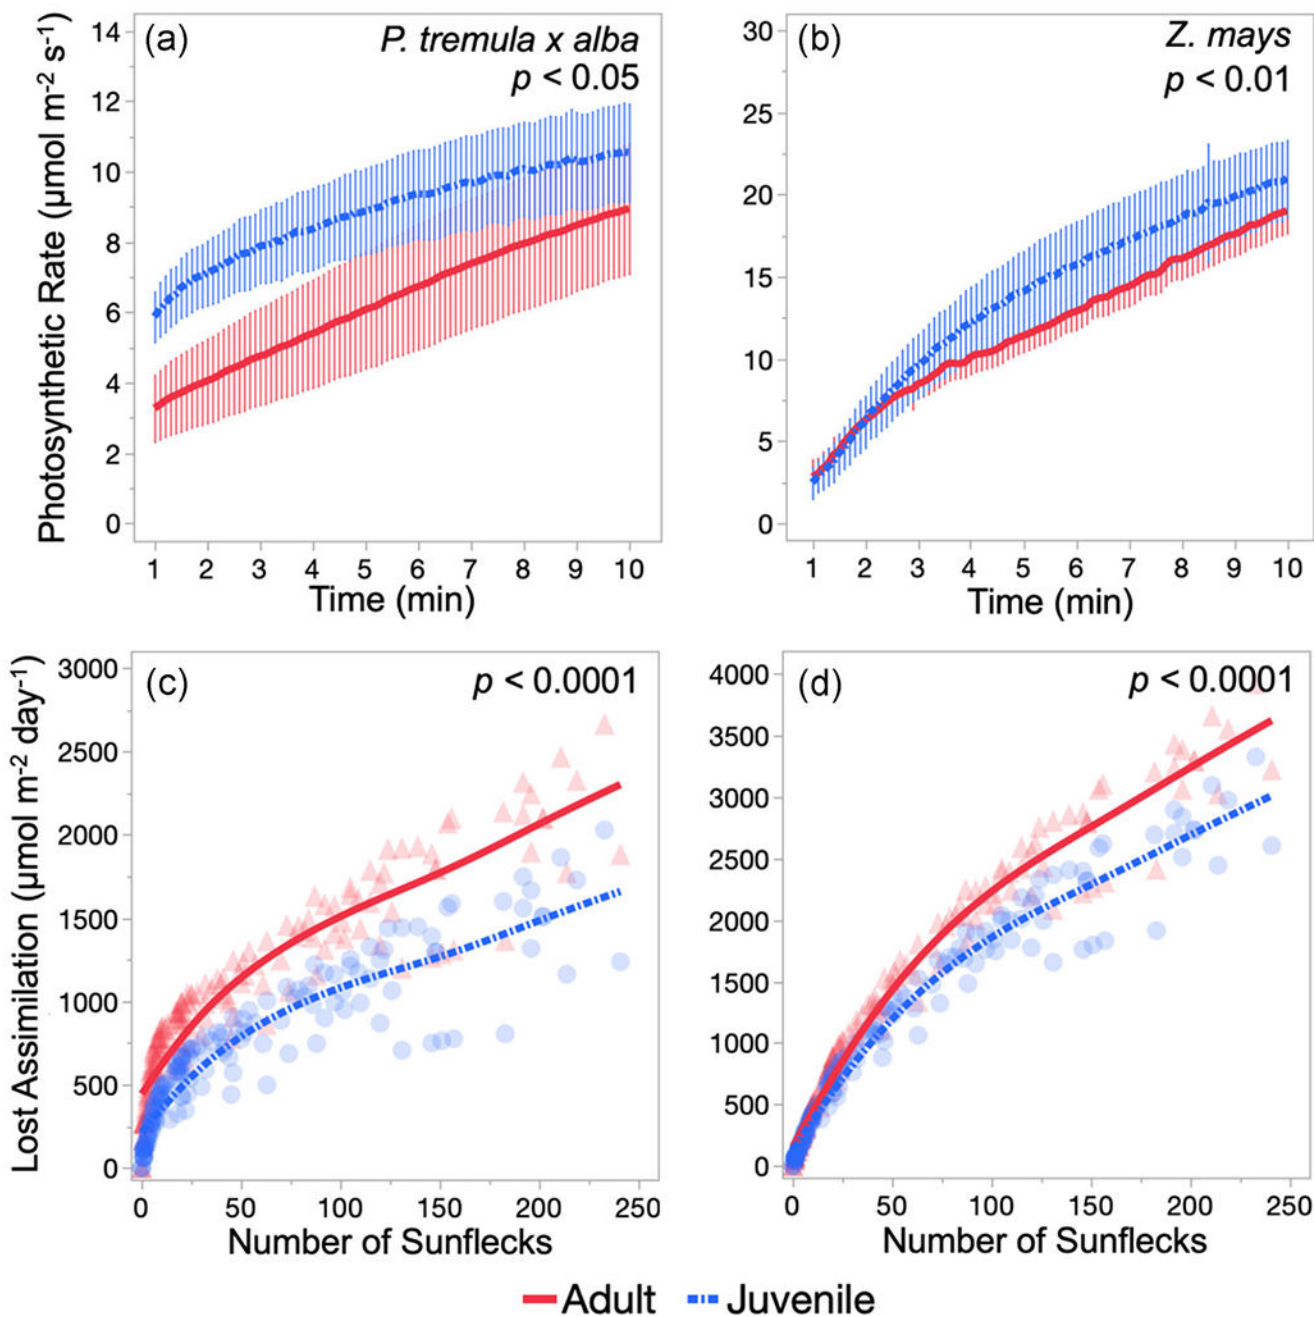 (a)
P. tremula x alba
p < 0.05
Photosynthetic Rate (µmol m⁻² s⁻¹)
14
12
10
8
6
4
2
0
1 2 3 4 5 6 7 8 9 10
Time (min)
(b)
Z. mays
p < 0.01
30
25
20
15
10
5
0
1 2 3 4 5 6 7 8 9 10
Time (min)
(c)
p < 0.0001
Lost Assimilation (µmol m⁻² day⁻¹)
3000
2500
2000
1500
1000
500
0
0 50 100 150 200 250
Number of Sunflecks
(d)
p < 0.0001
4000
3500
3000
2500
2000
1500
1000
500
0
0 50 100 150 200 250
Number of Sunflecks
Adult Juvenile